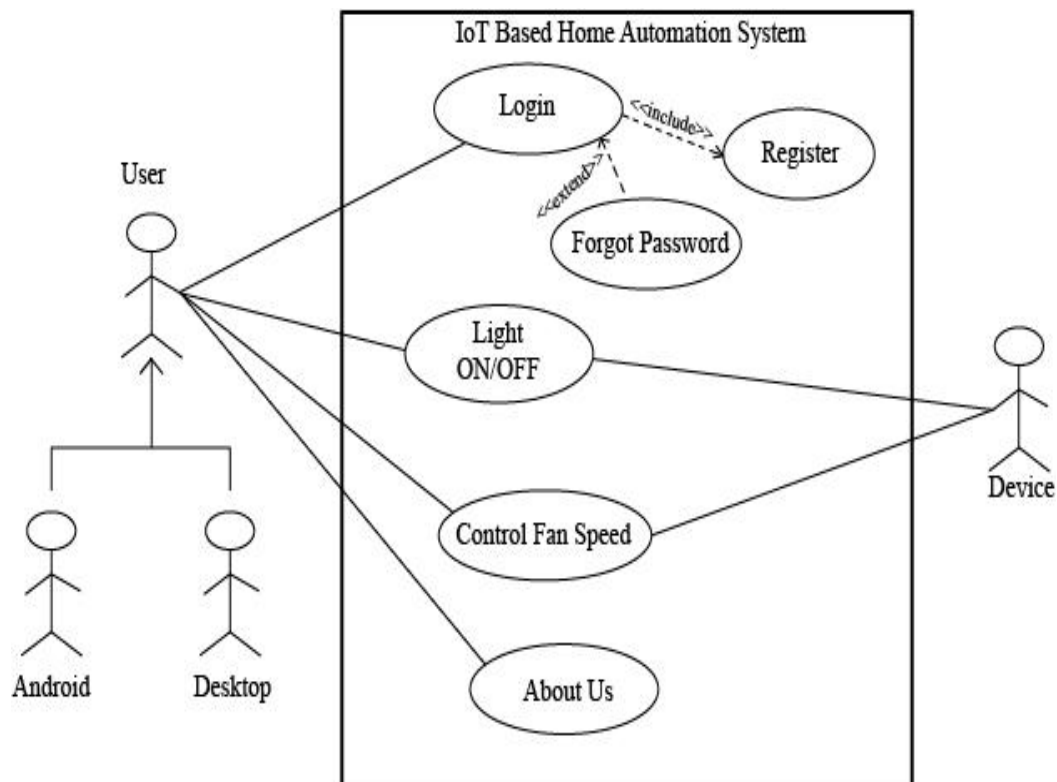 IoT Based Home Automation System
Login
<<include>>
Register
User
<<extend>>
Forgot Password
Light
ON/OFF
Device
Control Fan Speed
Android
Desktop
About Us